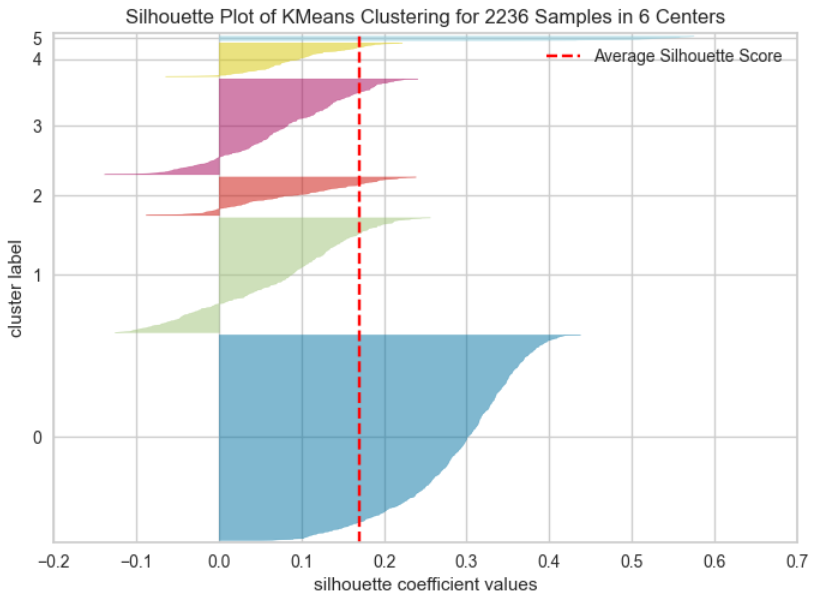 Silhouette Plot of KMeans Clustering for 2236 Samples in 6 Centers
Average Silhouette Score
cluster label
5
4
3
2
1
0
−0.2 −0.1 0.0 0.1 0.2 0.3 0.4 0.5 0.6 0.7
silhouette coefficient values